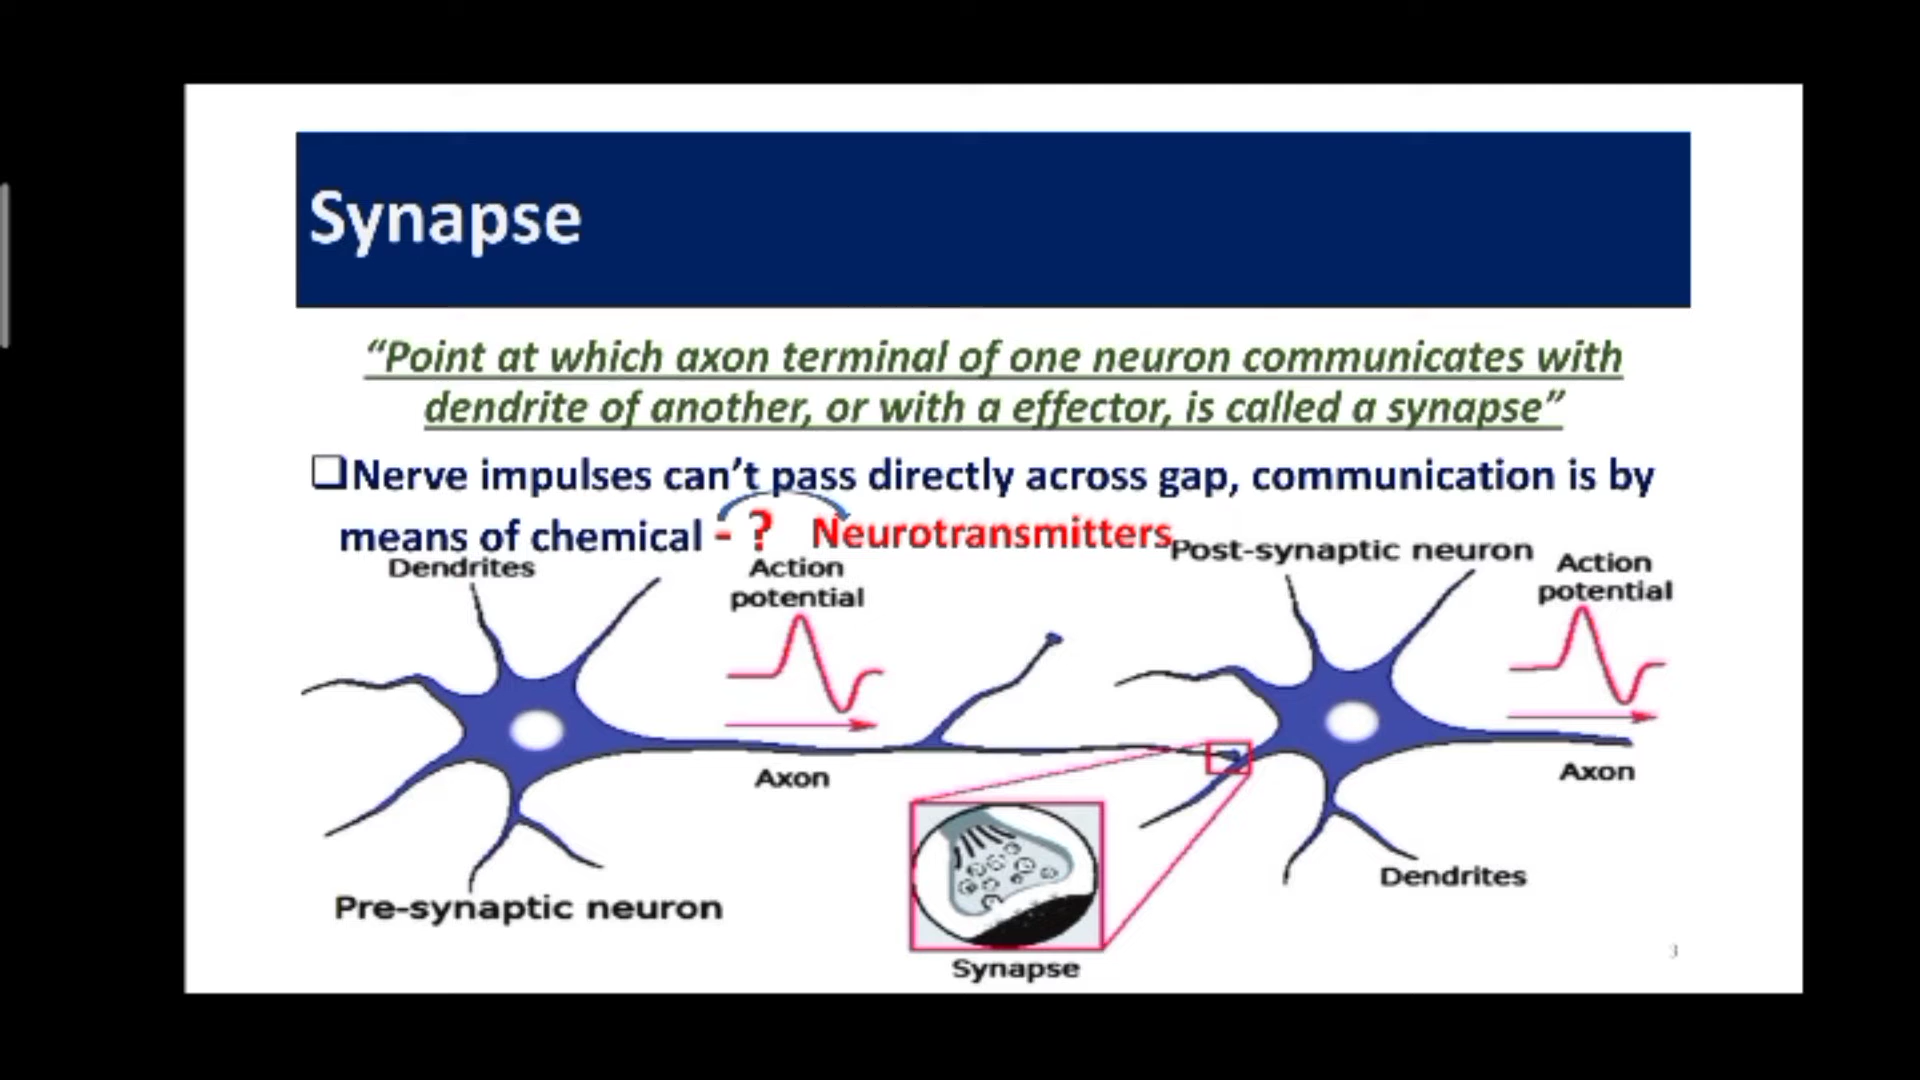 Synapse
“Point at which axon terminal of one neuron communicates with
dendrite of another, or with a effector, is called a synapse”
❑Nerve impulses can’t pass directly across gap, communication is by
means of chemical - ? Neurotransmitters
Dendrites
Action
potential
Post-synaptic neuron
Action
potential
Axon
Axon
Dendrites
Pre-synaptic neuron
Synapse
3